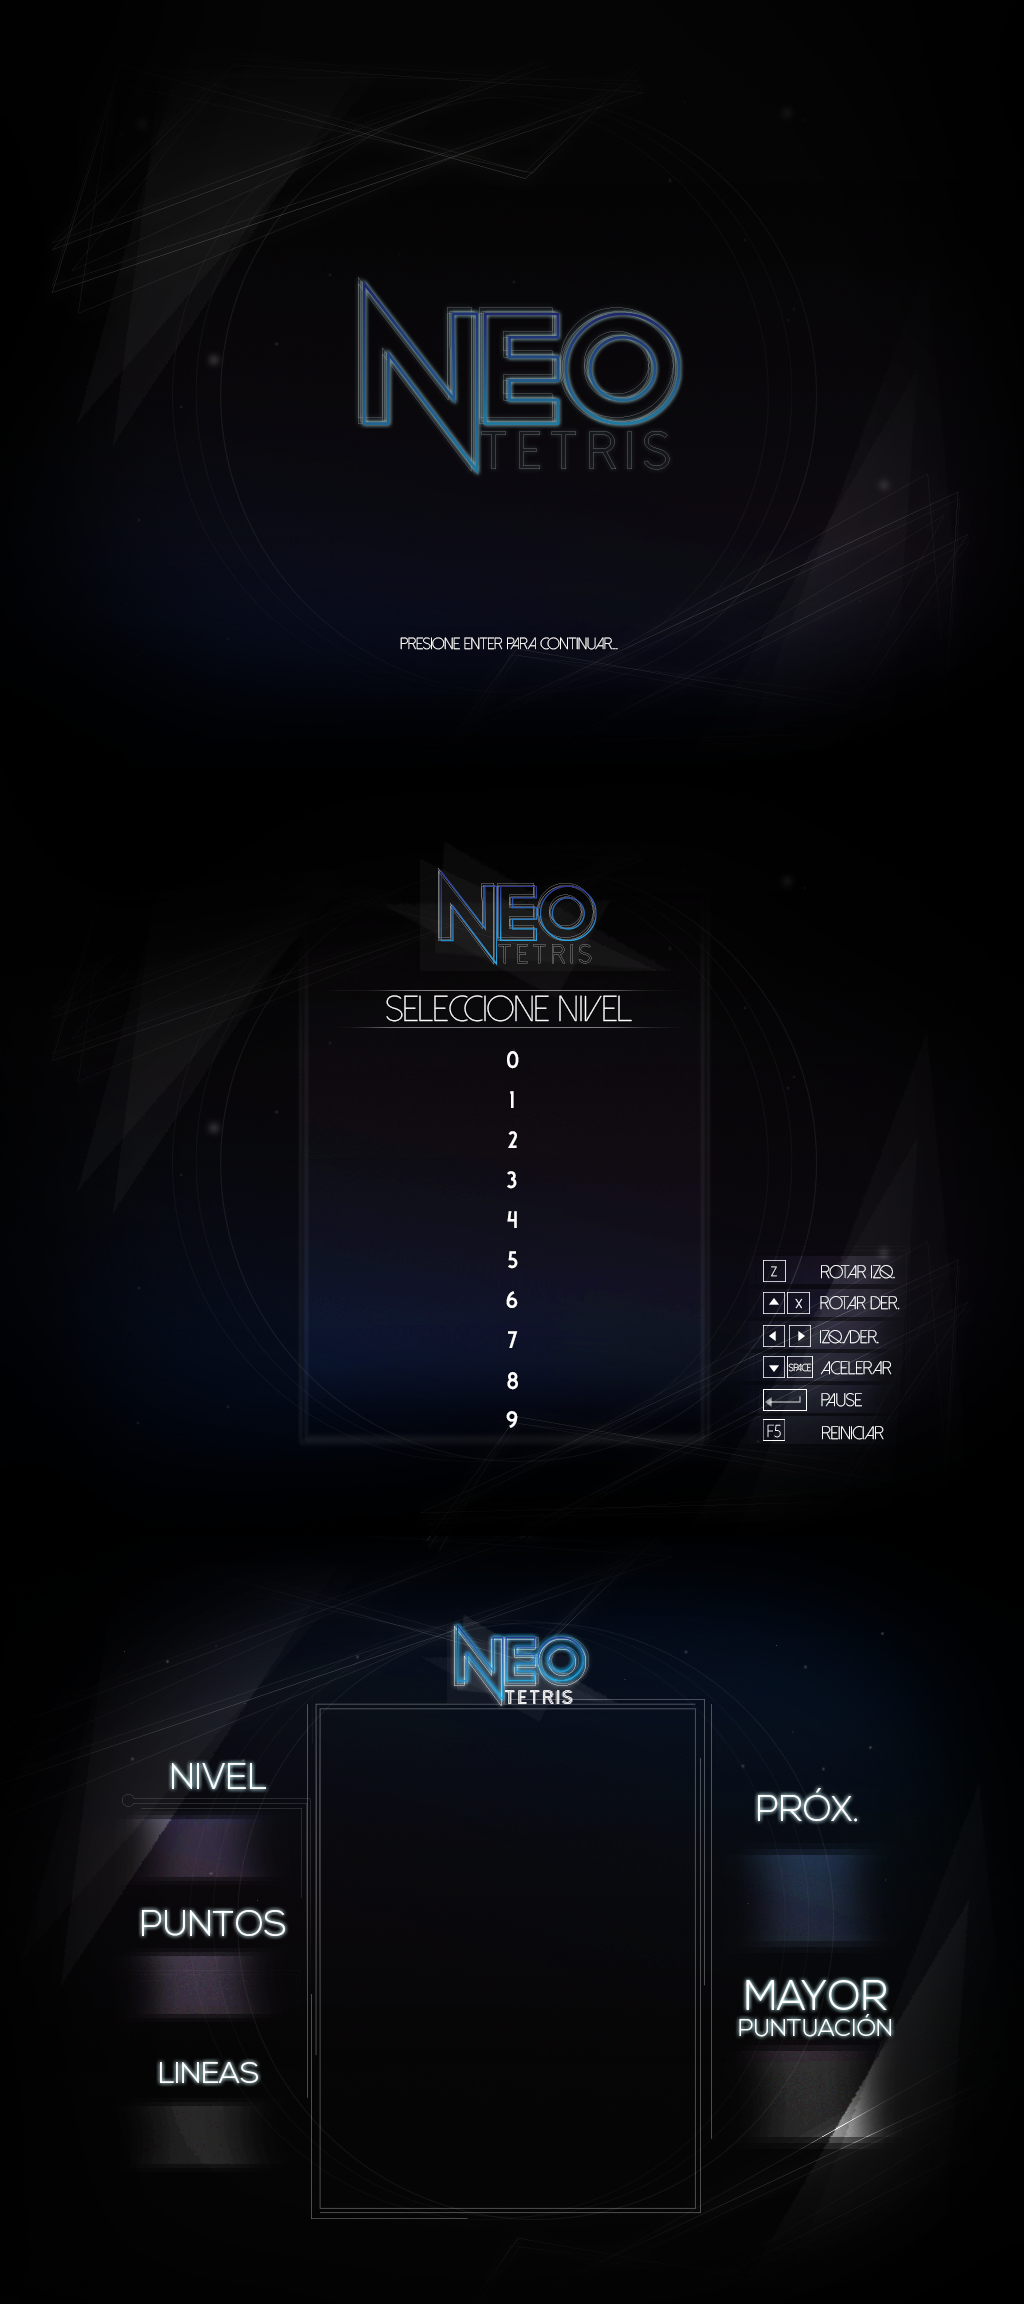 NEO
TETRIS
PRESIONE ENTER PARA CONTINUAR...
NEO
TETRIS
SELECCIONE NIVEL
0
1
2
3
4
5
6
7
8
9
Z ROTAR IZQ.
X ROTAR DER.
IZQ./DER.
SPACE ACELERAR
PAUSE
F5 REINICIAR
NEO
TETRIS
NIVEL
PRÓX.
PUNTOS
MAYOR
PUNTUACIÓN
LINEAS